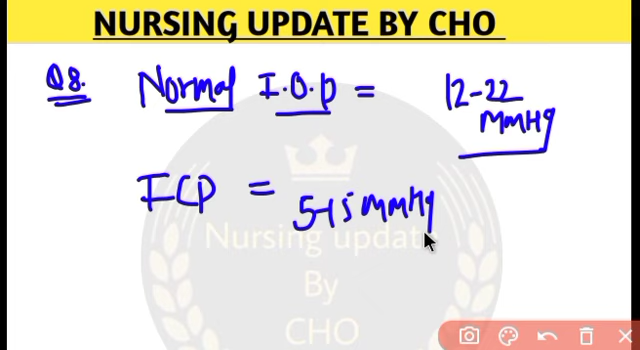 NURSING UPDATE BY CHO
Q8. Normal I.O.P = 12-22
MmHg
ICP = 5-15 MMHg
Nursing update
By
CHO